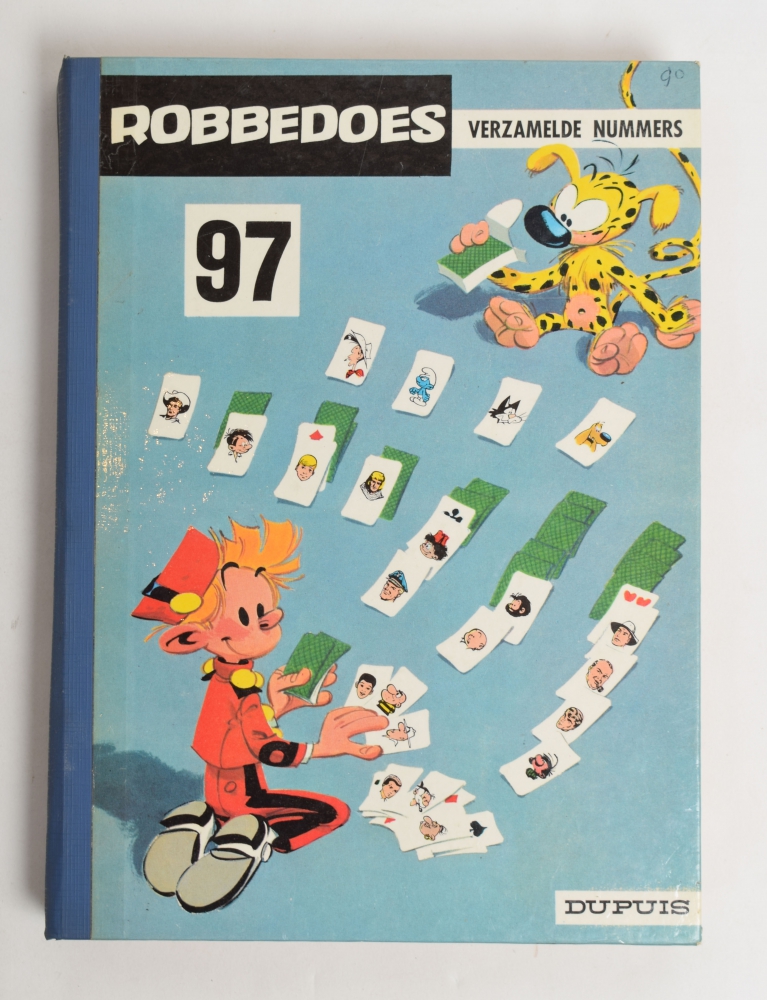 ROBBEDOES
VERZAMELDE NUMMERS
90
97
DUPUIS